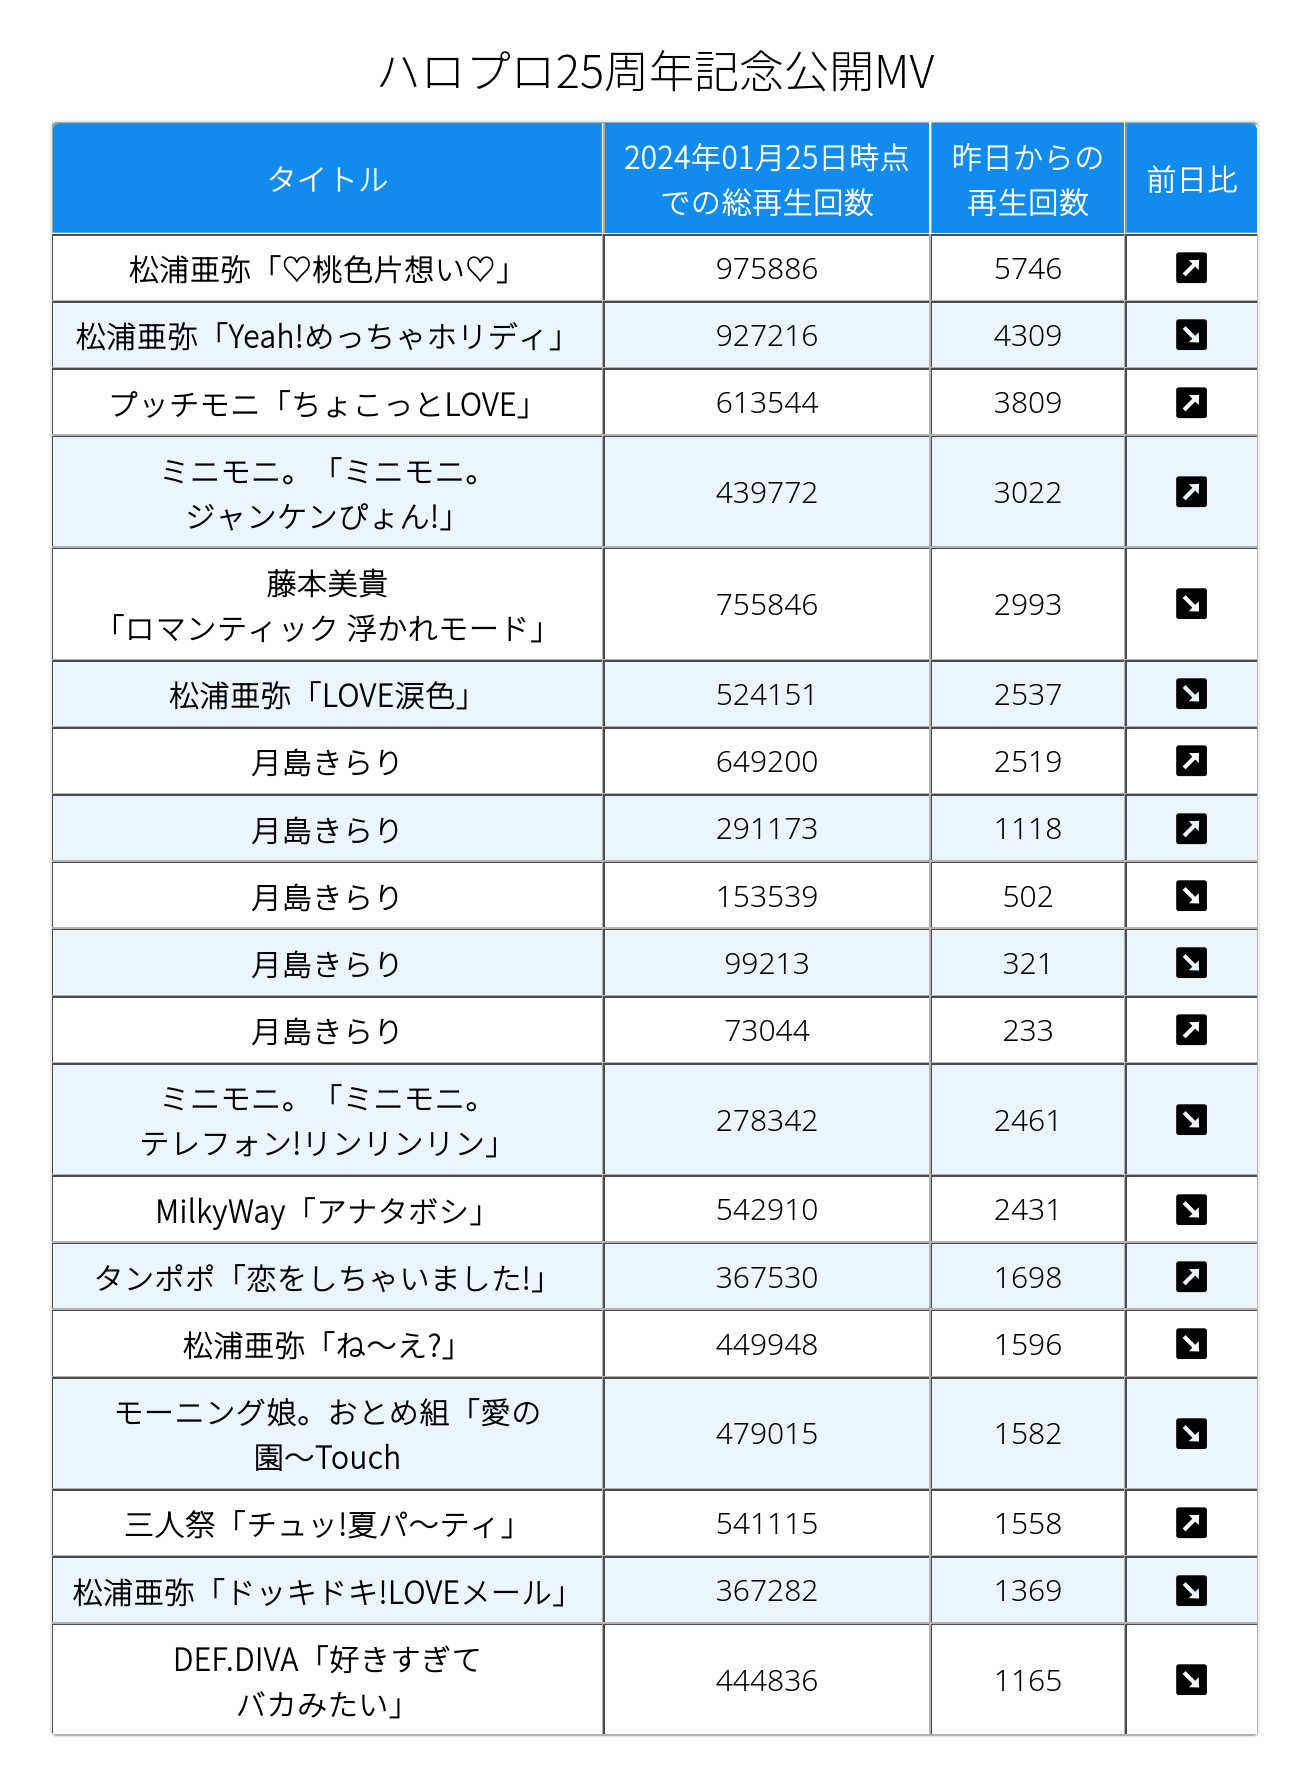 ハロプロ25周年記念公開MV
タイトル
2024年01月25日時点
での総再生回数
昨日からの
再生回数
前日比
松浦亜弥「♡桃色片想い♡」 975886 5746
松浦亜弥「Yeah!めっちゃホリディ」 927216 4309
プッチモニ「ちょこっとLOVE」 613544 3809
ミニモニ。「ミニモニ。
ジャンケンぴょん!」 439772 3022
藤本美貴
「ロマンティック 浮かれモード」 755846 2993
松浦亜弥「LOVE涙色」 524151 2537
月島きらり 649200 2519
月島きらり 291173 1118
月島きらり 153539 502
月島きらり 99213 321
月島きらり 73044 233
ミニモニ。「ミニモニ。
テレフォン!リンリンリン」 278342 2461
MilkyWay「アナタボシ」 542910 2431
タンポポ「恋をしちゃいました!」 367530 1698
松浦亜弥「ね〜え?」 449948 1596
モーニング娘。おとめ組「愛の
園〜Touch 479015 1582
三人祭「チュッ!夏パ〜ティ」 541115 1558
松浦亜弥「ドッキドキ!LOVEメール」 367282 1369
DEF.DIVA「好きすぎて
バカみたい」 444836 1165